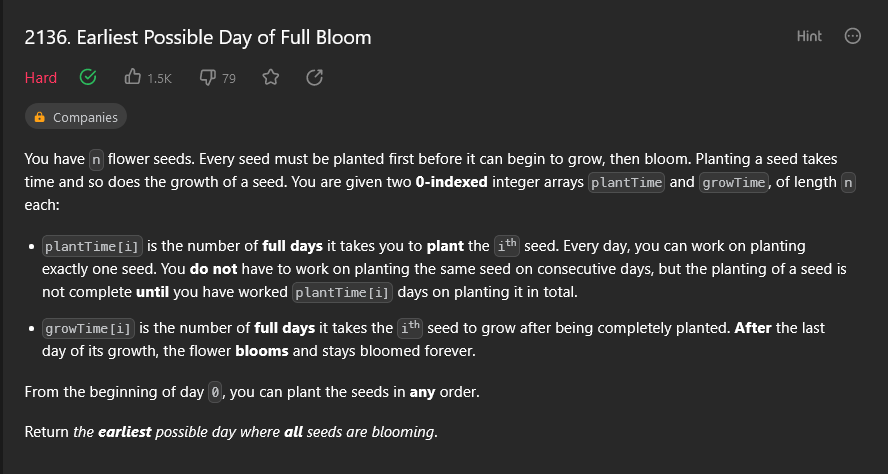 2136. Earliest Possible Day of Full Bloom
Hint
Hard 1.5K 79
Companies
You have n flower seeds. Every seed must be planted first before it can begin to grow, then bloom. Planting a seed takes
time and so does the growth of a seed. You are given two 0-indexed integer arrays plantTime and growTime, of length n
each:
• plantTime[i] is the number of full days it takes you to plant the iᵗʰ seed. Every day, you can work on planting
exactly one seed. You do not have to work on planting the same seed on consecutive days, but the planting of a seed is
not complete until you have worked plantTime[i] days on planting it in total.
• growTime[i] is the number of full days it takes the iᵗʰ seed to grow after being completely planted. After the last
day of its growth, the flower blooms and stays bloomed forever.
From the beginning of day 0, you can plant the seeds in any order.
Return the earliest possible day where all seeds are blooming.